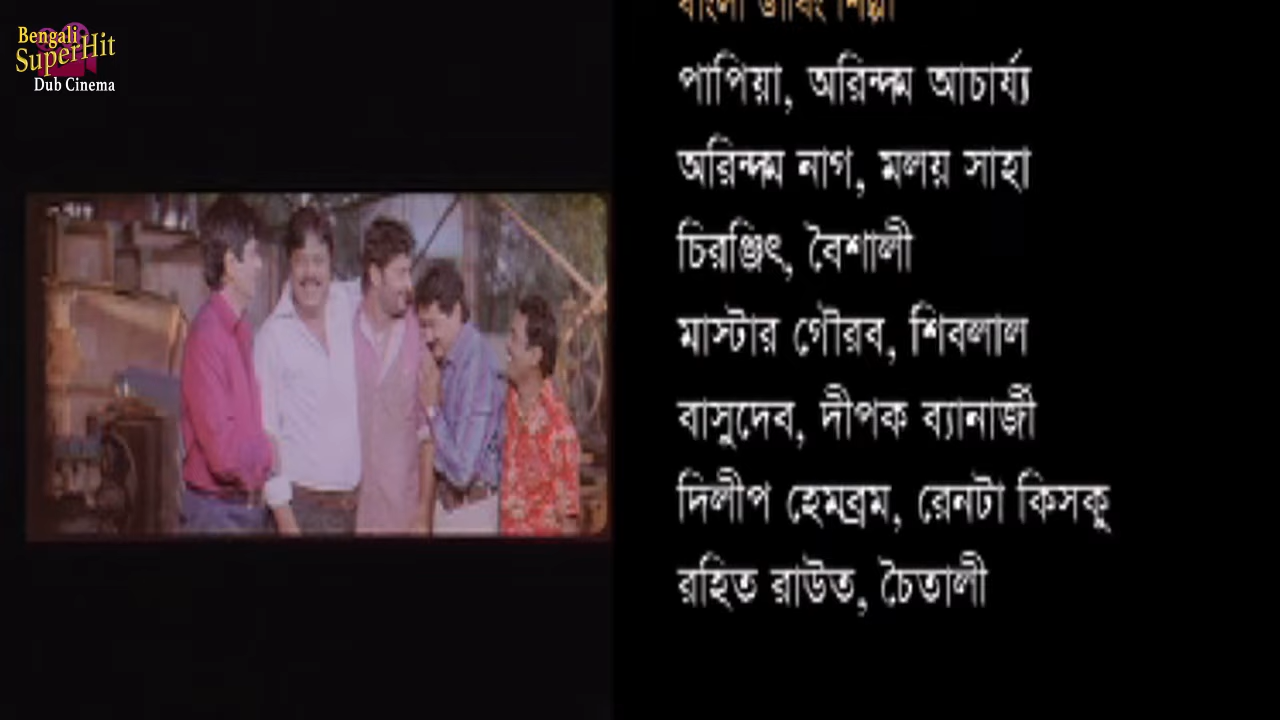 Bengali
SuperHit
Dub Cinema
বাংলা ডাবিং শিল্পী
পাপিয়া, অরিন্দম আচার্য্য
অরিন্দম নাগ, মলয় সাহা
চিরঞ্জিৎ, বৈশালী
মাস্টার গৌরব, শিবলাল
বাসুদেব, দীপক ব্যানার্জী
দিলীপ হেমব্রম, রেনটা কিসকু
রহিত রাউত, চৈতালী